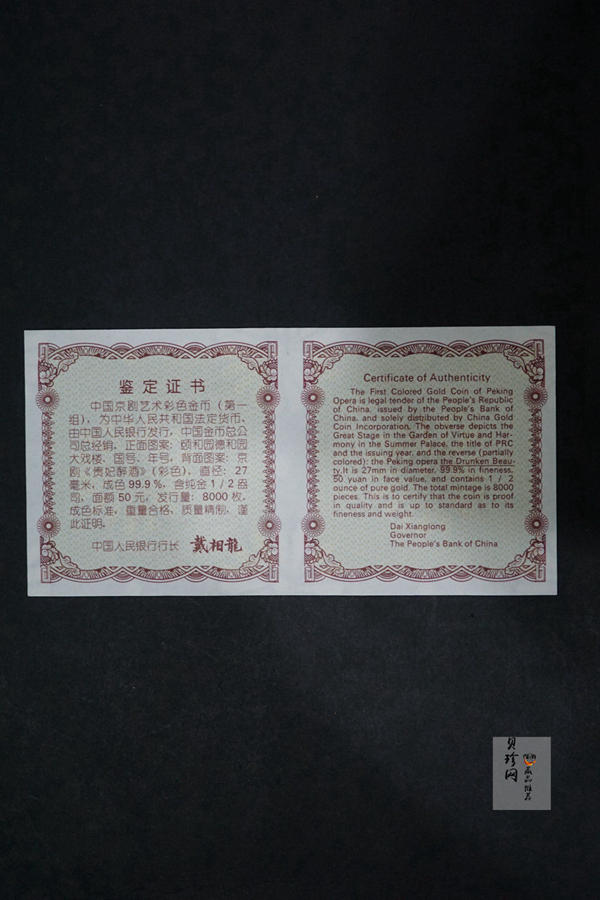 鉴定证书
中国京剧艺术彩色金币(第一
组),为中华人民共和国法定货币,
由中国人民银行发行,中国金币总公
司总经销。正面图案:颐和园德和园
大戏楼、国号、年号,背面图案:京
剧《贵妃醉酒》(彩色)。直径:27
毫米,成色99.9%,含纯金1/2盎
司,面额50元,发行量:8000枚。
成色标准,重量合格,质量精制,谨
此证明。
中国人民银行行长 戴相龍
Certificate of Authenticity
The First Colored Gold Coin of Peking
Opera is legal tender of the People's Republic
of China, issued by the People's Bank of
China, and solely distributed by China Gold
Coin Incorporation. The obverse depicts the
Great Stage in the Garden of Virtue and Har-
mony in the Summer Palace, the title of PRC
and the issuing year, and the reverse (partially
colored): the Peking opera the Drunken Beau-
ty.It is 27mm in diameter, 99.9% in fineness,
50 yuan in face value, and contains 1/2
ounce of pure gold. The total mintage is 8000
pieces. This is to certify that the coin is proof
in quality and is up to standard as to its
fineness and weight.
Dai Xianglong
Governor
The People's Bank of China
贝珍网
藏品推荐